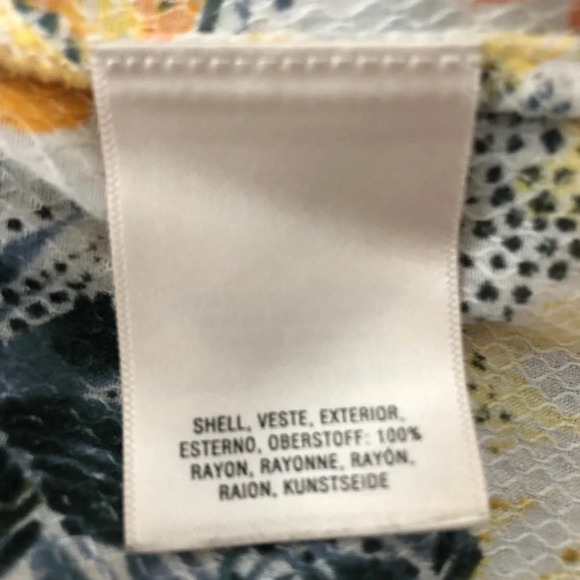 SHELL, VESTE, EXTERIOR,
ESTERNO, OBERSTOFF: 100%
RAYON, RAYONNE, RAYÓN,
RAION, KUNSTSEIDE